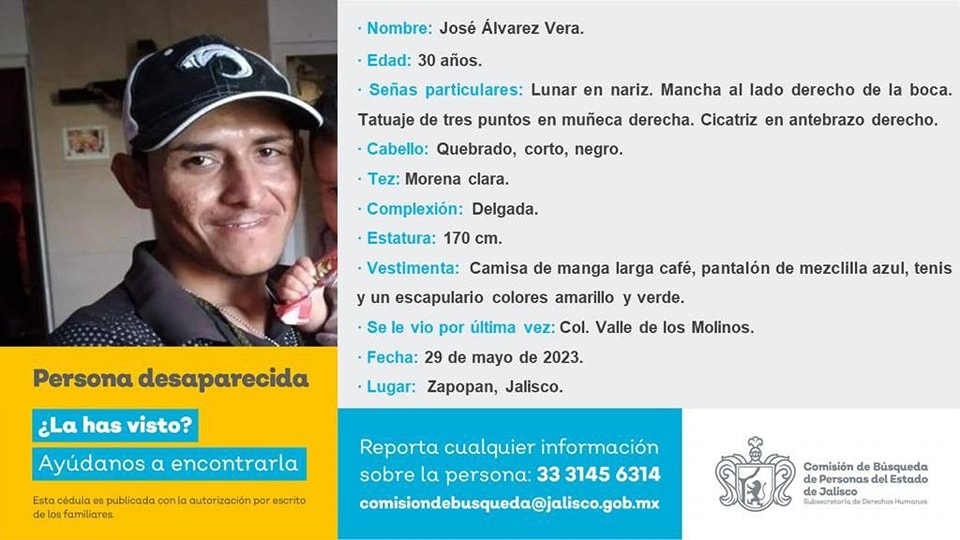 · Nombre: José Álvarez Vera.
· Edad: 30 años.
· Señas particulares: Lunar en nariz. Mancha al lado derecho de la boca.
Tatuaje de tres puntos en muñeca derecha. Cicatriz en antebrazo derecho.
· Cabello: Quebrado, corto, negro.
· Tez: Morena clara.
· Complexión: Delgada.
· Estatura: 170 cm.
· Vestimenta: Camisa de manga larga café, pantalón de mezclilla azul, tenis
y un escapulario colores amarillo y verde.
· Se le vio por última vez: Col. Valle de los Molinos.
· Fecha: 29 de mayo de 2023.
· Lugar: Zapopan, Jalisco.
Persona desaparecida
¿La has visto?
Ayúdanos a encontrarla
Esta cédula es publicada con la autorización por escrito
de los familiares.
Reporta cualquier información
sobre la persona: 33 3145 6314
comisiondebusqueda@jalisco.gob.mx
Comisión de Búsqueda
de Personas del Estado
de Jalisco
Subsecretaría de Derechos Humanos